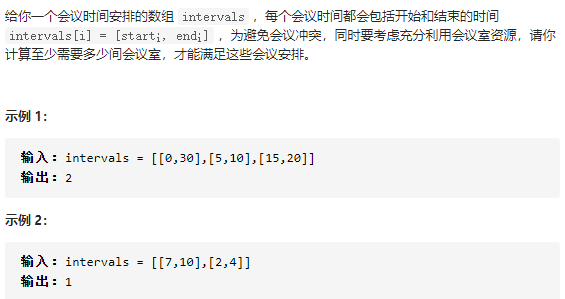 给你一个会议时间安排的数组 intervals ，每个会议时间都会包括开始和结束的时间
intervals[i] = [starti, endi] ，为避免会议冲突，同时要考虑充分利用会议室资源，请你
计算至少需要多少间会议室，才能满足这些会议安排。
示例 1：
输入：intervals = [[0,30],[5,10],[15,20]]
输出：2
示例 2：
输入：intervals = [[7,10],[2,4]]
输出：1